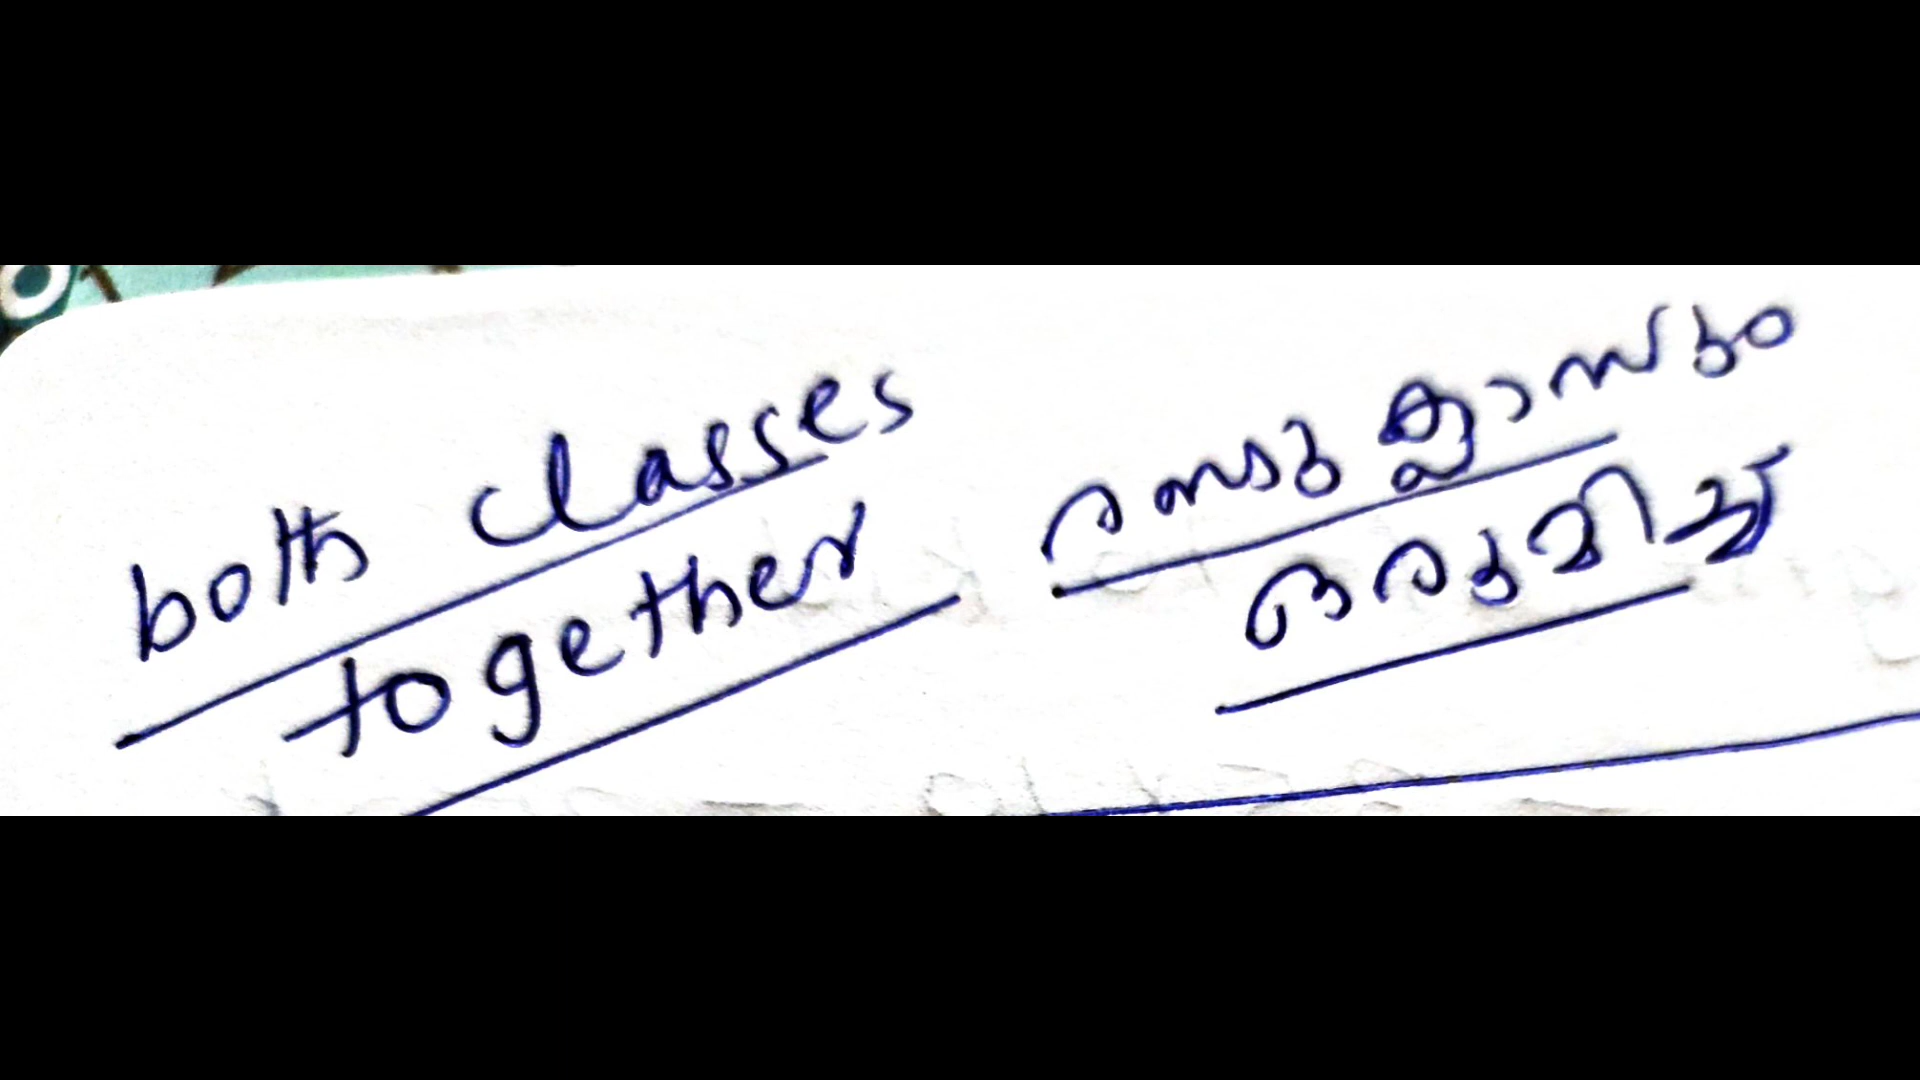 both classes
together
രണ്ടു ക്ലാസും
ഒരുമിച്ച്